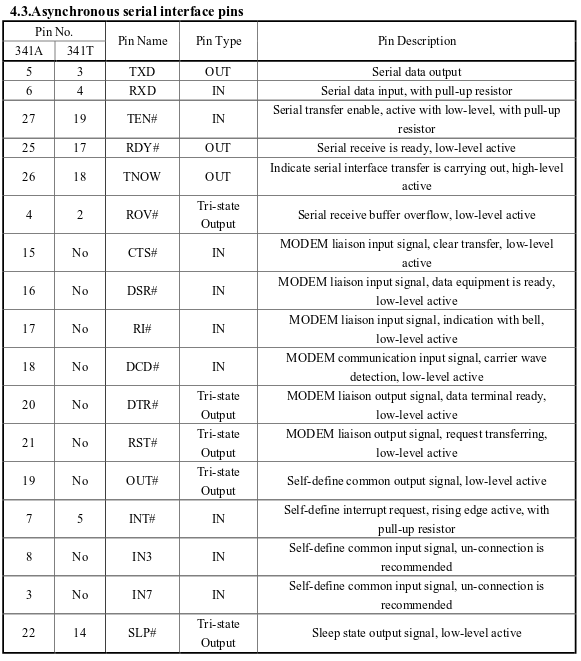 4.3.Asynchronous serial interface pins
Pin No. Pin Name Pin Type Pin Description
341A 341T
5 3 TXD OUT Serial data output
6 4 RXD IN Serial data input, with pull-up resistor
27 19 TEN# IN Serial transfer enable, active with low-level, with pull-up
resistor
25 17 RDY# OUT Serial receive is ready, low-level active
26 18 TNOW OUT Indicate serial interface transfer is carrying out, high-level
active
4 2 ROV# Tri-state
Output Serial receive buffer overflow, low-level active
15 No CTS# IN MODEM liaison input signal, clear transfer, low-level
active
16 No DSR# IN MODEM liaison input signal, data equipment is ready,
low-level active
17 No RI# IN MODEM liaison input signal, indication with bell,
low-level active
18 No DCD# IN MODEM communication input signal, carrier wave
detection, low-level active
20 No DTR# Tri-state
Output MODEM liaison output signal, data terminal ready,
low-level active
21 No RST# Tri-state
Output MODEM liaison output signal, request transferring,
low-level active
19 No OUT# Tri-state
Output Self-define common output signal, low-level active
7 5 INT# IN Self-define interrupt request, rising edge active, with
pull-up resistor
8 No IN3 IN Self-define common input signal, un-connection is
recommended
3 No IN7 IN Self-define common input signal, un-connection is
recommended
22 14 SLP# Tri-state
Output Sleep state output signal, low-level active